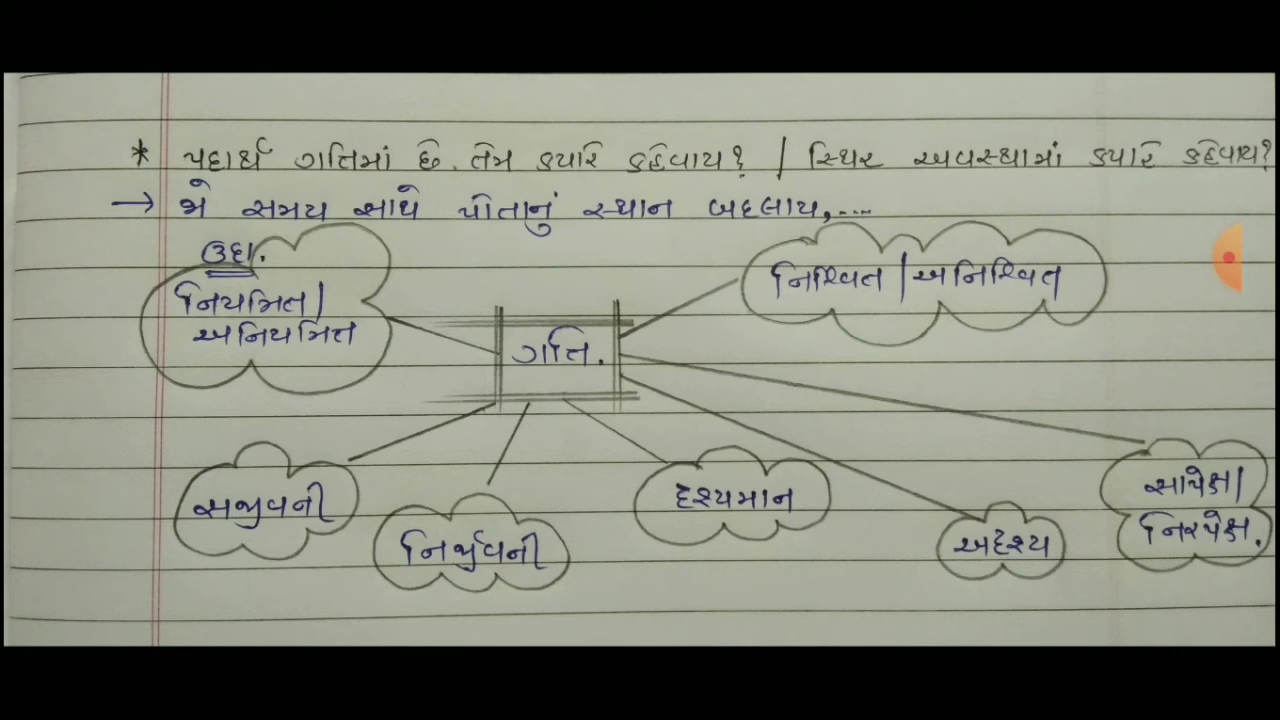 * પદાર્થ ગતિમાં છે. તેમ ક્યારે કહેવાય? / સ્થિર અવસ્થામાં ક્યારે કહેવાય?
→ જો સમય સાથે પોતાનું સ્થાન બદલાય,....
ઉદા.
નિયમિત/
અનિયમિત
નિશ્ચિત/અનિશ્ચિત
ગતિ.
સજીવની
નિર્જીવની
દૃશ્યમાન
અદૃશ્ય
સાપેક્ષ/
નિરપેક્ષ.